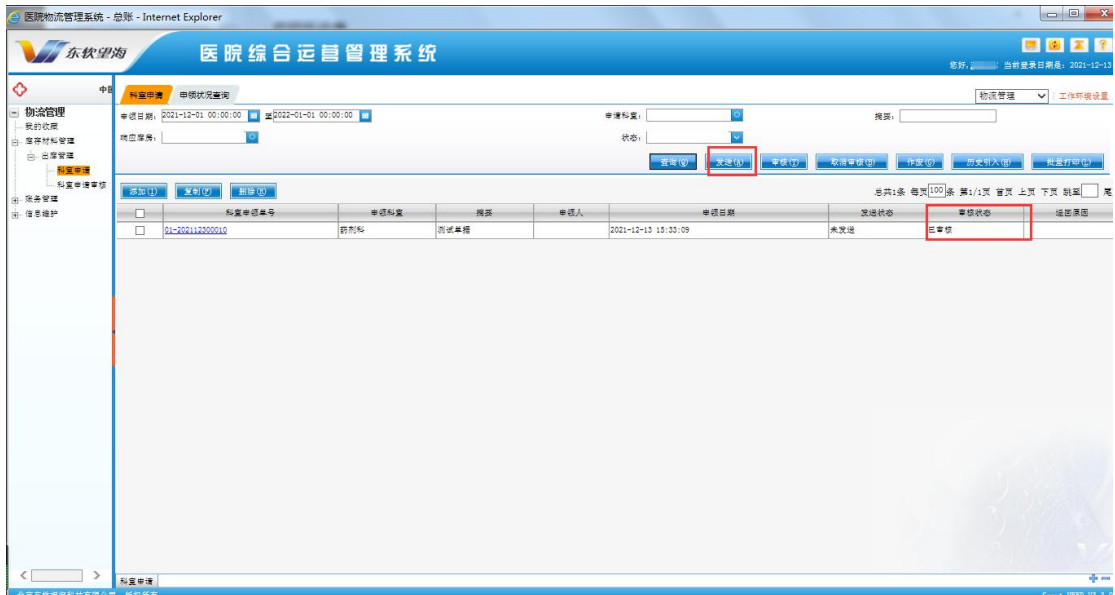 医院物流管理系统 - 总账 - Internet Explorer
东软望海 医院综合运营管理系统
您好, 当前登录日期是: 2021-12-13
科室申请 申领状况查询 物流管理 工作环境设置
物流管理
我的收藏
库存材料管理
出库管理
科室申请
科室申请审核
账务管理
信息维护
申领日期: 2021-12-01 00:00:00 至 2022-01-01 00:00:00 申请科室: 摘要:
响应库房: 状态:
查询(Q) 发送(A) 审核(T) 取消审核(B) 作废(G) 历史引入(H) 批量打印(L)
添加(I) 复制(F) 删除(R) 总共1条 每页100条 第1/1页 首页 上页 下页 跳至 尾
科室申领单号 申领科室 摘要 申领人 申领日期 发送状态 审核状态 退回原因
01-202112300010 药剂科 测试单据 2021-12-13 15:33:09 未发送 已审核
科室申请